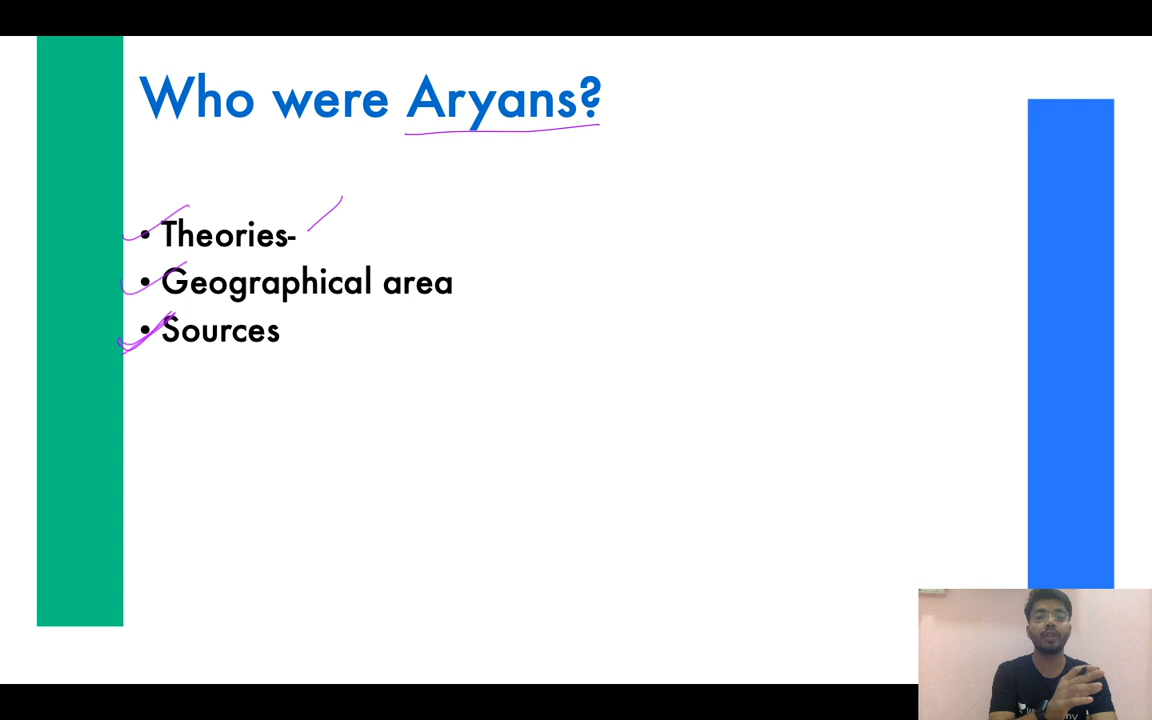 Who were Aryans?
• Theories-
• Geographical area
• Sources